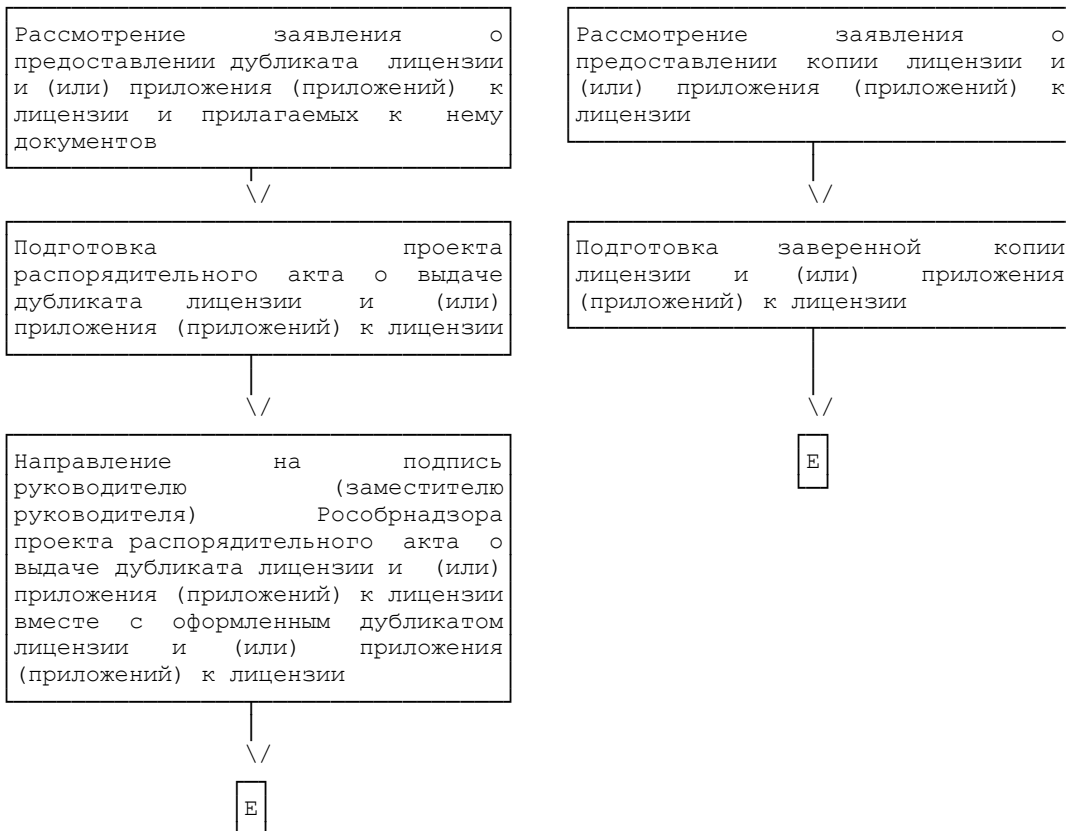 Рассмотрение заявления о
предоставлении дубликата лицензии
и (или) приложения (приложений) к
лицензии и прилагаемых к нему
документов
\/
Подготовка проекта
распорядительного акта о выдаче
дубликата лицензии и (или)
приложения (приложений) к лицензии
\/
Направление на подпись
руководителю (заместителю
руководителя) Рособрнадзора
проекта распорядительного акта о
выдаче дубликата лицензии и (или)
приложения (приложений) к лицензии
вместе с оформленным дубликатом
лицензии и (или) приложения
(приложений) к лицензии
\/
Е
Рассмотрение заявления о
предоставлении копии лицензии и
(или) приложения (приложений) к
лицензии
\/
Подготовка заверенной копии
лицензии и (или) приложения
(приложений) к лицензии
\/
Е